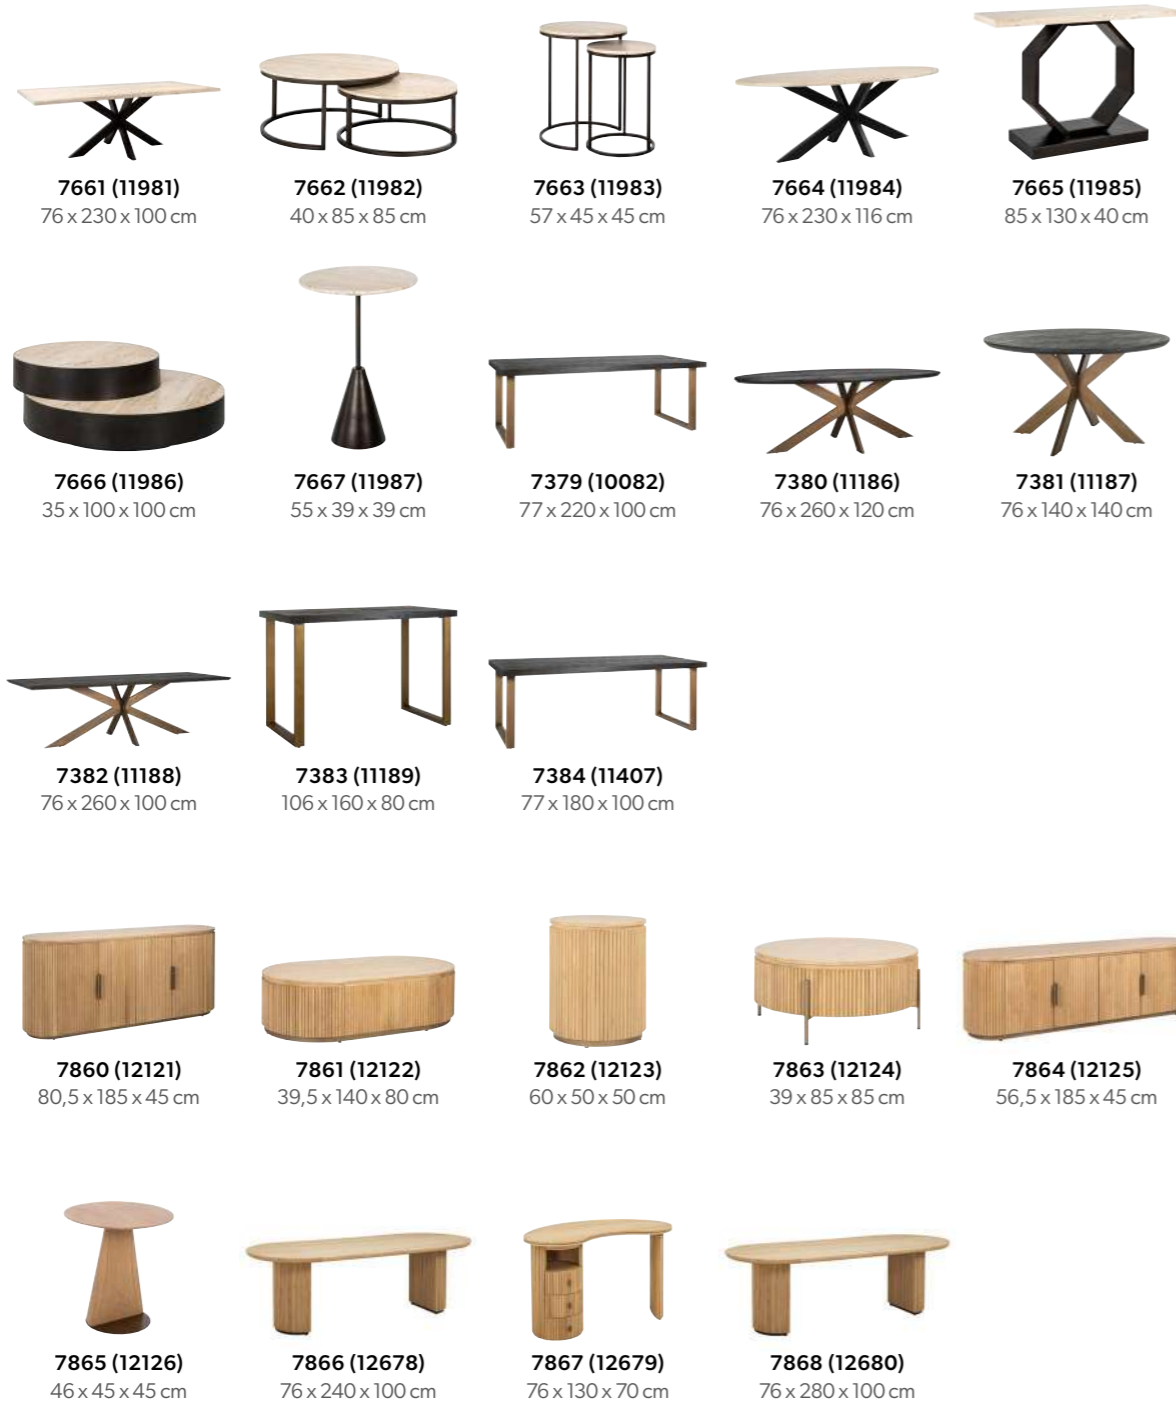 7661 (11981)
76 x 230 x 100 cm
7662 (11982)
40 x 85 x 85 cm
7663 (11983)
57 x 45 x 45 cm
7664 (11984)
76 x 230 x 116 cm
7665 (11985)
85 x 130 x 40 cm
7666 (11986)
35 x 100 x 100 cm
7667 (11987)
55 x 39 x 39 cm
7379 (10082)
77 x 220 x 100 cm
7380 (11186)
76 x 260 x 120 cm
7381 (11187)
76 x 140 x 140 cm
7382 (11188)
76 x 260 x 100 cm
7383 (11189)
106 x 160 x 80 cm
7384 (11407)
77 x 180 x 100 cm
7860 (12121)
80,5 x 185 x 45 cm
7861 (12122)
39,5 x 140 x 80 cm
7862 (12123)
60 x 50 x 50 cm
7863 (12124)
39 x 85 x 85 cm
7864 (12125)
56,5 x 185 x 45 cm
7865 (12126)
46 x 45 x 45 cm
7866 (12678)
76 x 240 x 100 cm
7867 (12679)
76 x 130 x 70 cm
7868 (12680)
76 x 280 x 100 cm